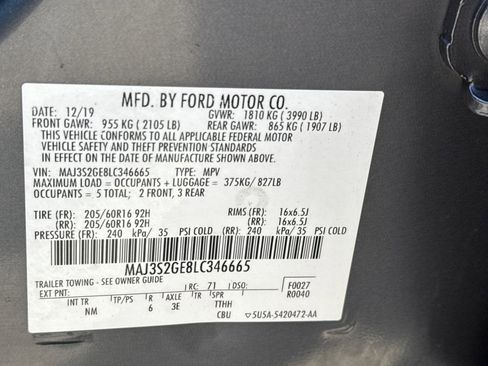 MFD. BY FORD MOTOR CO.
DATE: 12/19 GVWR: 1810 KG ( 3990 LB)
FRONT GAWR: 955 KG ( 2105 LB) REAR GAWR: 865 KG ( 1907 LB)
THIS VEHICLE CONFORMS TO ALL APPLICABLE FEDERAL MOTOR
VEHICLE SAFETY AND THEFT PREVENTION STANDARDS IN
EFFECT ON THE DATE OF MANUFACTURE SHOWN ABOVE.
VIN: MAJ3S2GE8LC346665 TYPE: MPV
MAXIMUM LOAD = OCCUPANTS + LUGGAGE = 375KG/ 827LB
OCCUPANTS = 5 TOTAL; 2 FRONT, 3 REAR
TIRE (FR): 205/60R16 92H RIMS (FR): 16x6.5J
(RR): 205/60R16 92H (RR): 16x6.5J
PRESSURE (FR): 240 kPa/ 35 PSI COLD (RR): 240 kPa/ 35 PSI COLD
MAJ3S2GE8LC346665
TRAILER TOWING - SEE OWNER GUIDE F0027
EXT PNT: RC: 71 DSO: R0040
INT TR TP/PS R AXLE TR SPR
NM 6 3E TTHH
CBU 5U5A-5420472-AA